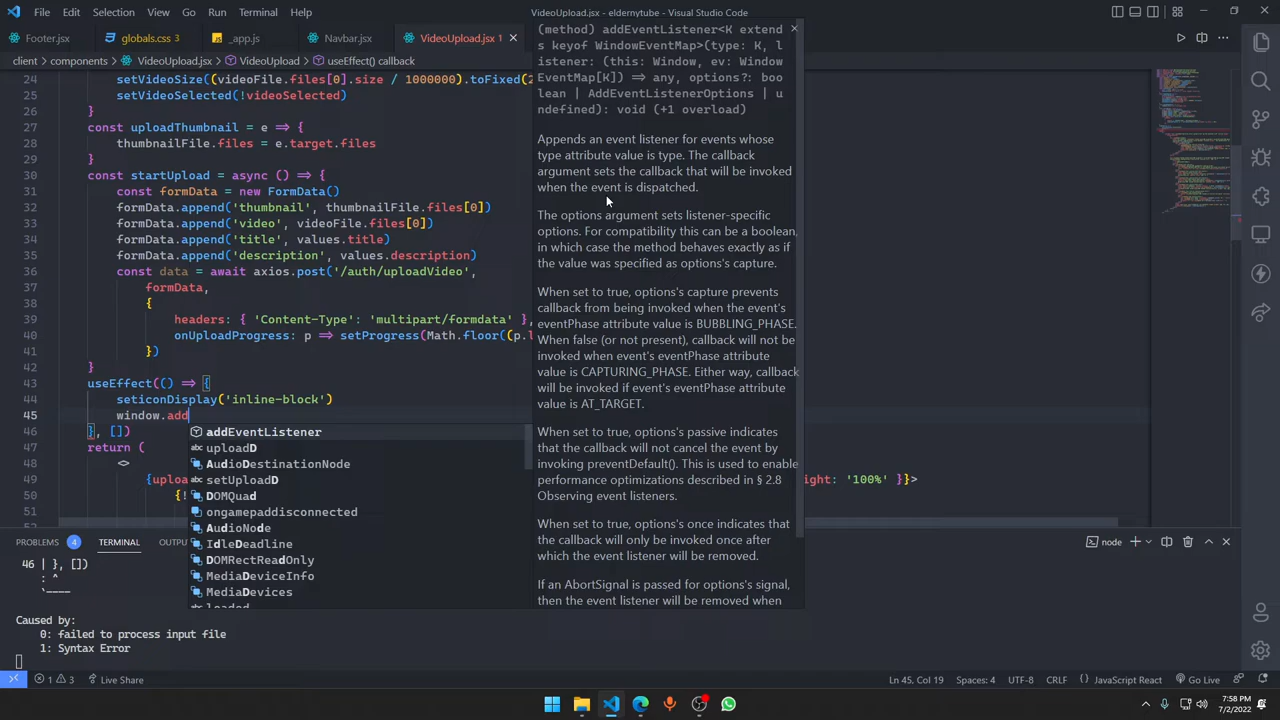 File Edit Selection View Go Run Terminal Help
VideoUpload.jsx - eldernytube - Visual Studio Code
Footer.jsx globals.css 3 _app.js Navbar.jsx VideoUpload.jsx 1
client > components > VideoUpload.jsx > VideoUpload > useEffect() callback
24 setVideoSize((videoFile.files[0].size / 1000000).toFixed(2
25 setVideoSelected(!videoSelected)
26 }
27 const uploadThumbnail = e => {
28 thumbnailFile.files = e.target.files
29 }
30 const startUpload = async () => {
31 const formData = new FormData()
32 formData.append('thumbnail', thumbnailFile.files[0])
33 formData.append('video', videoFile.files[0])
34 formData.append('title', values.title)
35 formData.append('description', values.description)
36 const data = await axios.post('/auth/uploadVideo',
37 formData,
38 {
39 headers: { 'Content-Type': 'multipart/formdata' },
40 onUploadProgress: p => setProgress(Math.floor((p.l
41 })
42 }
43 useEffect(() => {
44 seticonDisplay('inline-block')
45 window.add
46 }, [])
47 return (
48 <>
49 {uploa
ight: '100%' }}>
50 {!
51
52
addEventListener
uploadD
AudioDestinationNode
setUploadD
DOMQuad
ongamepaddisconnected
AudioNode
IdleDeadline
DOMRectReadOnly
MediaDeviceInfo
MediaDevices
loaded
(method) addEventListener<K extend
s keyof WindowEventMap>(type: K, l
istener: (this: Window, ev: Window
EventMap[K]) => any, options?: boo
lean | AddEventListenerOptions | u
ndefined): void (+1 overload)
Appends an event listener for events whose
type attribute value is type. The callback
argument sets the callback that will be invoked
when the event is dispatched.
The options argument sets listener-specific
options. For compatibility this can be a boolean,
in which case the method behaves exactly as if
the value was specified as options's capture.
When set to true, options's capture prevents
callback from being invoked when the event's
eventPhase attribute value is BUBBLING_PHASE.
When false (or not present), callback will not be
invoked when event's eventPhase attribute
value is CAPTURING_PHASE. Either way, callback
will be invoked if event's eventPhase attribute
value is AT_TARGET.
When set to true, options's passive indicates
that the callback will not cancel the event by
invoking preventDefault(). This is used to enable
performance optimizations described in § 2.8
Observing event listeners.
When set to true, options's once indicates that
the callback will only be invoked once after
which the event listener will be removed.
If an AbortSignal is passed for options's signal,
then the event listener will be removed when
PROBLEMS 4 TERMINAL OUTPU
node
46 | }, [])
: ^
`----
Caused by:
0: failed to process input file
1: Syntax Error
1 3 Live Share
Ln 45, Col 19 Spaces: 4 UTF-8 CRLF {} JavaScript React Go Live
7:58 PM
7/2/2022